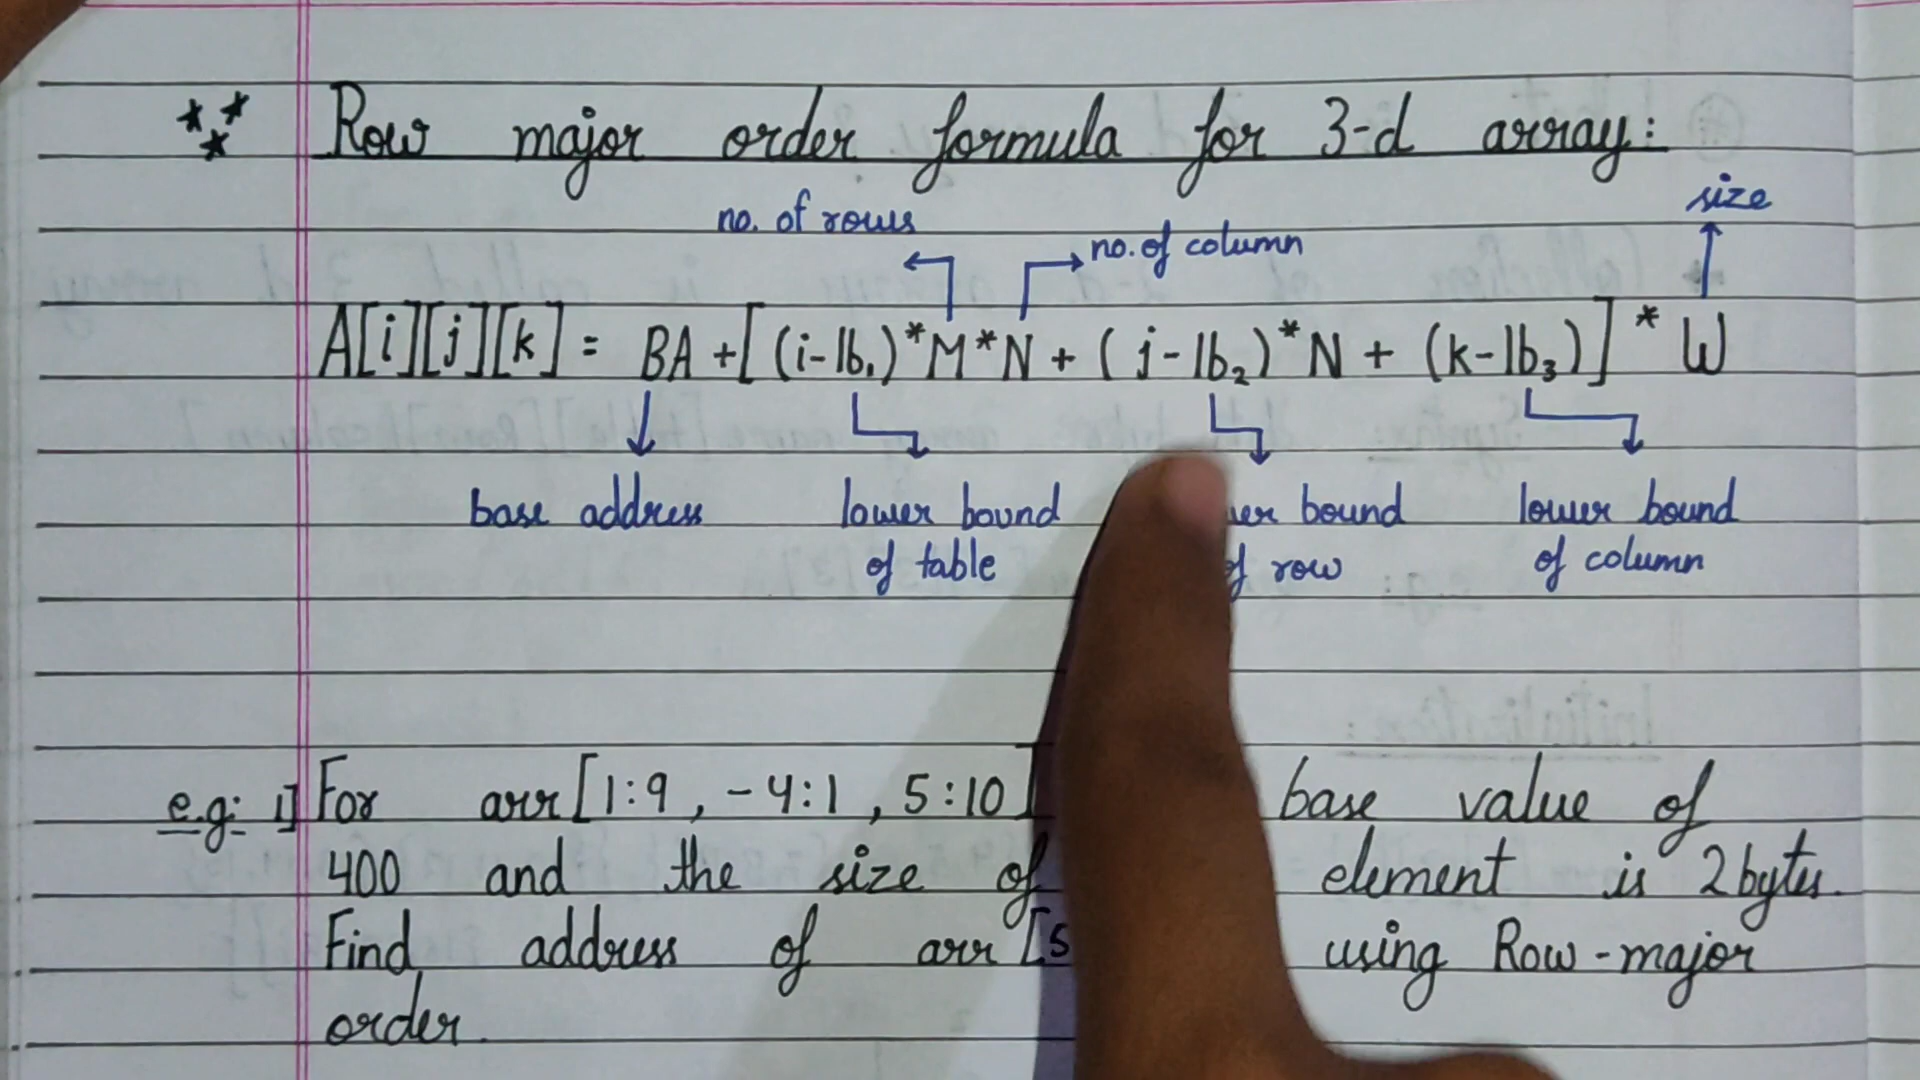 Row major order formula for 3-d array:
size
no. of rows
no. of column
A[i][j][k] = BA + [(i-lb₁)*M*N + (j-lb₂)*N + (k-lb₃)] * W
base address lower bound bound lower bound
of table of row of column
e.g: 1] For arr[1:9, -4:1, 5:10] base value of
400 and the size of element is 2 bytes.
Find address of arr [5 using Row-major
order.